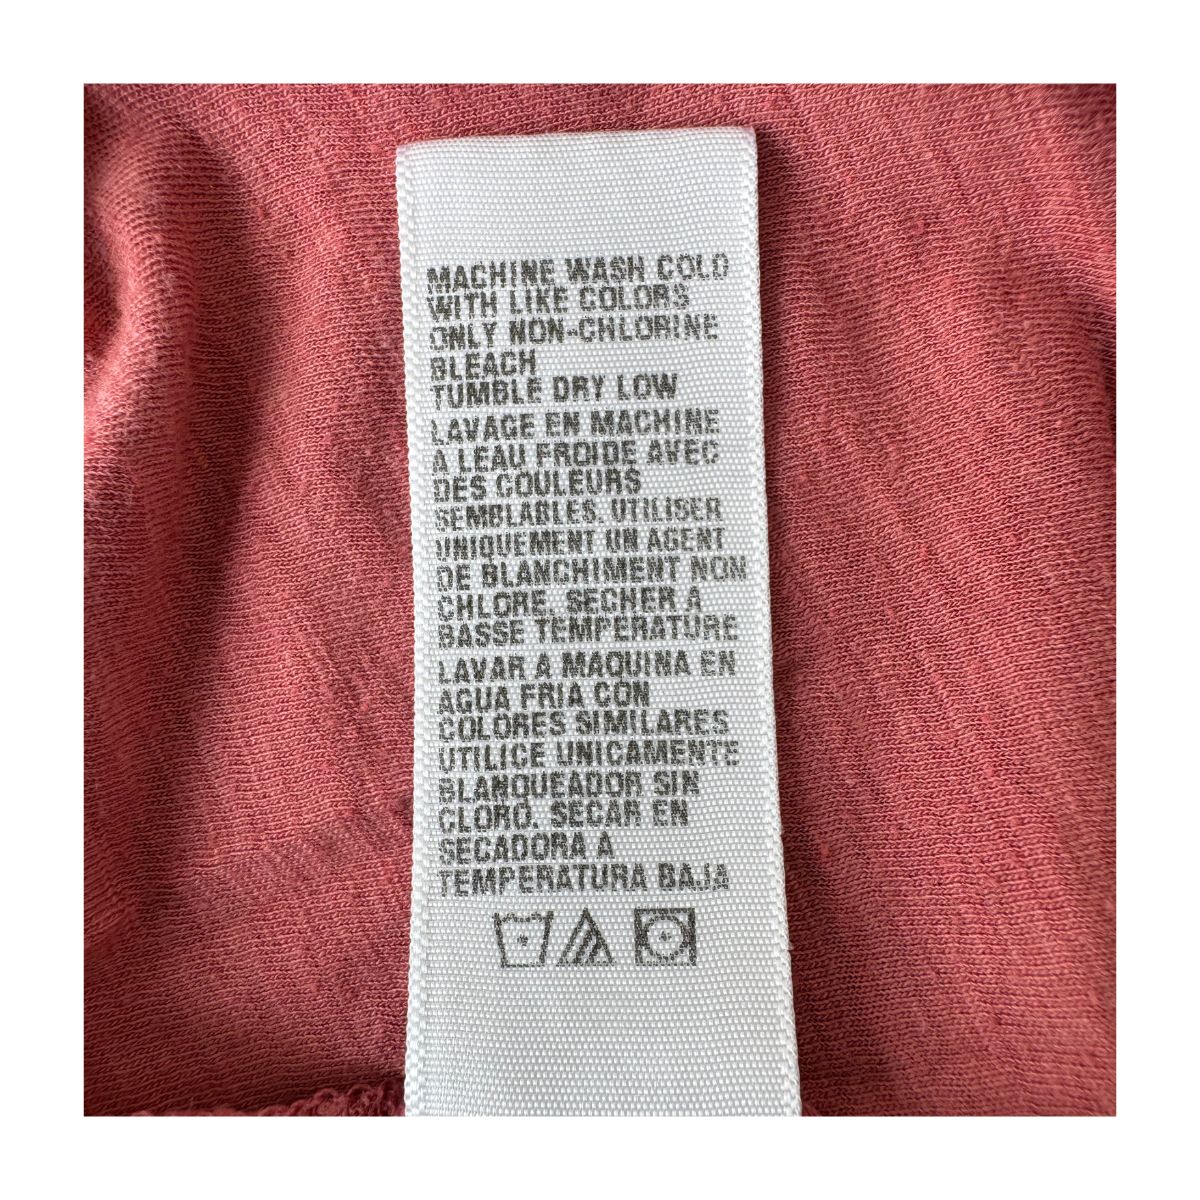 MACHINE WASH COLD
WITH LIKE COLORS
ONLY NON-CHLORINE
BLEACH
TUMBLE DRY LOW
LAVAGE EN MACHINE
A LEAU FROIDE AVEC
DES COULEURS
SEMBLABLES. UTILISER
UNIQUEMENT UN AGENT
DE BLANCHIMENT NON
CHLORE. SECHER A
BASSE TEMPERATURE
LAVAR A MAQUINA EN
AGUA FRIA CON
COLORES SIMILARES
UTILICE UNICAMENTE
BLANQUEADOR SIN
CLORO. SECAR EN
SECADORA A
TEMPERATURA BAJA